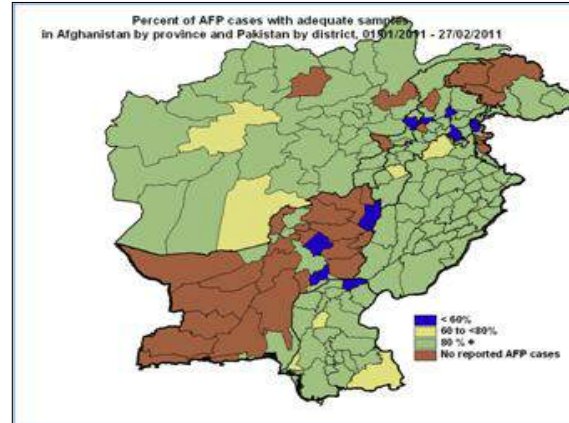 Percent of AFP cases with adequate samples
in Afghanistan by province and Pakistan by district, 01/01/2011 - 27/02/2011
< 60%
60 to <80%
80 % +
No reported AFP cases